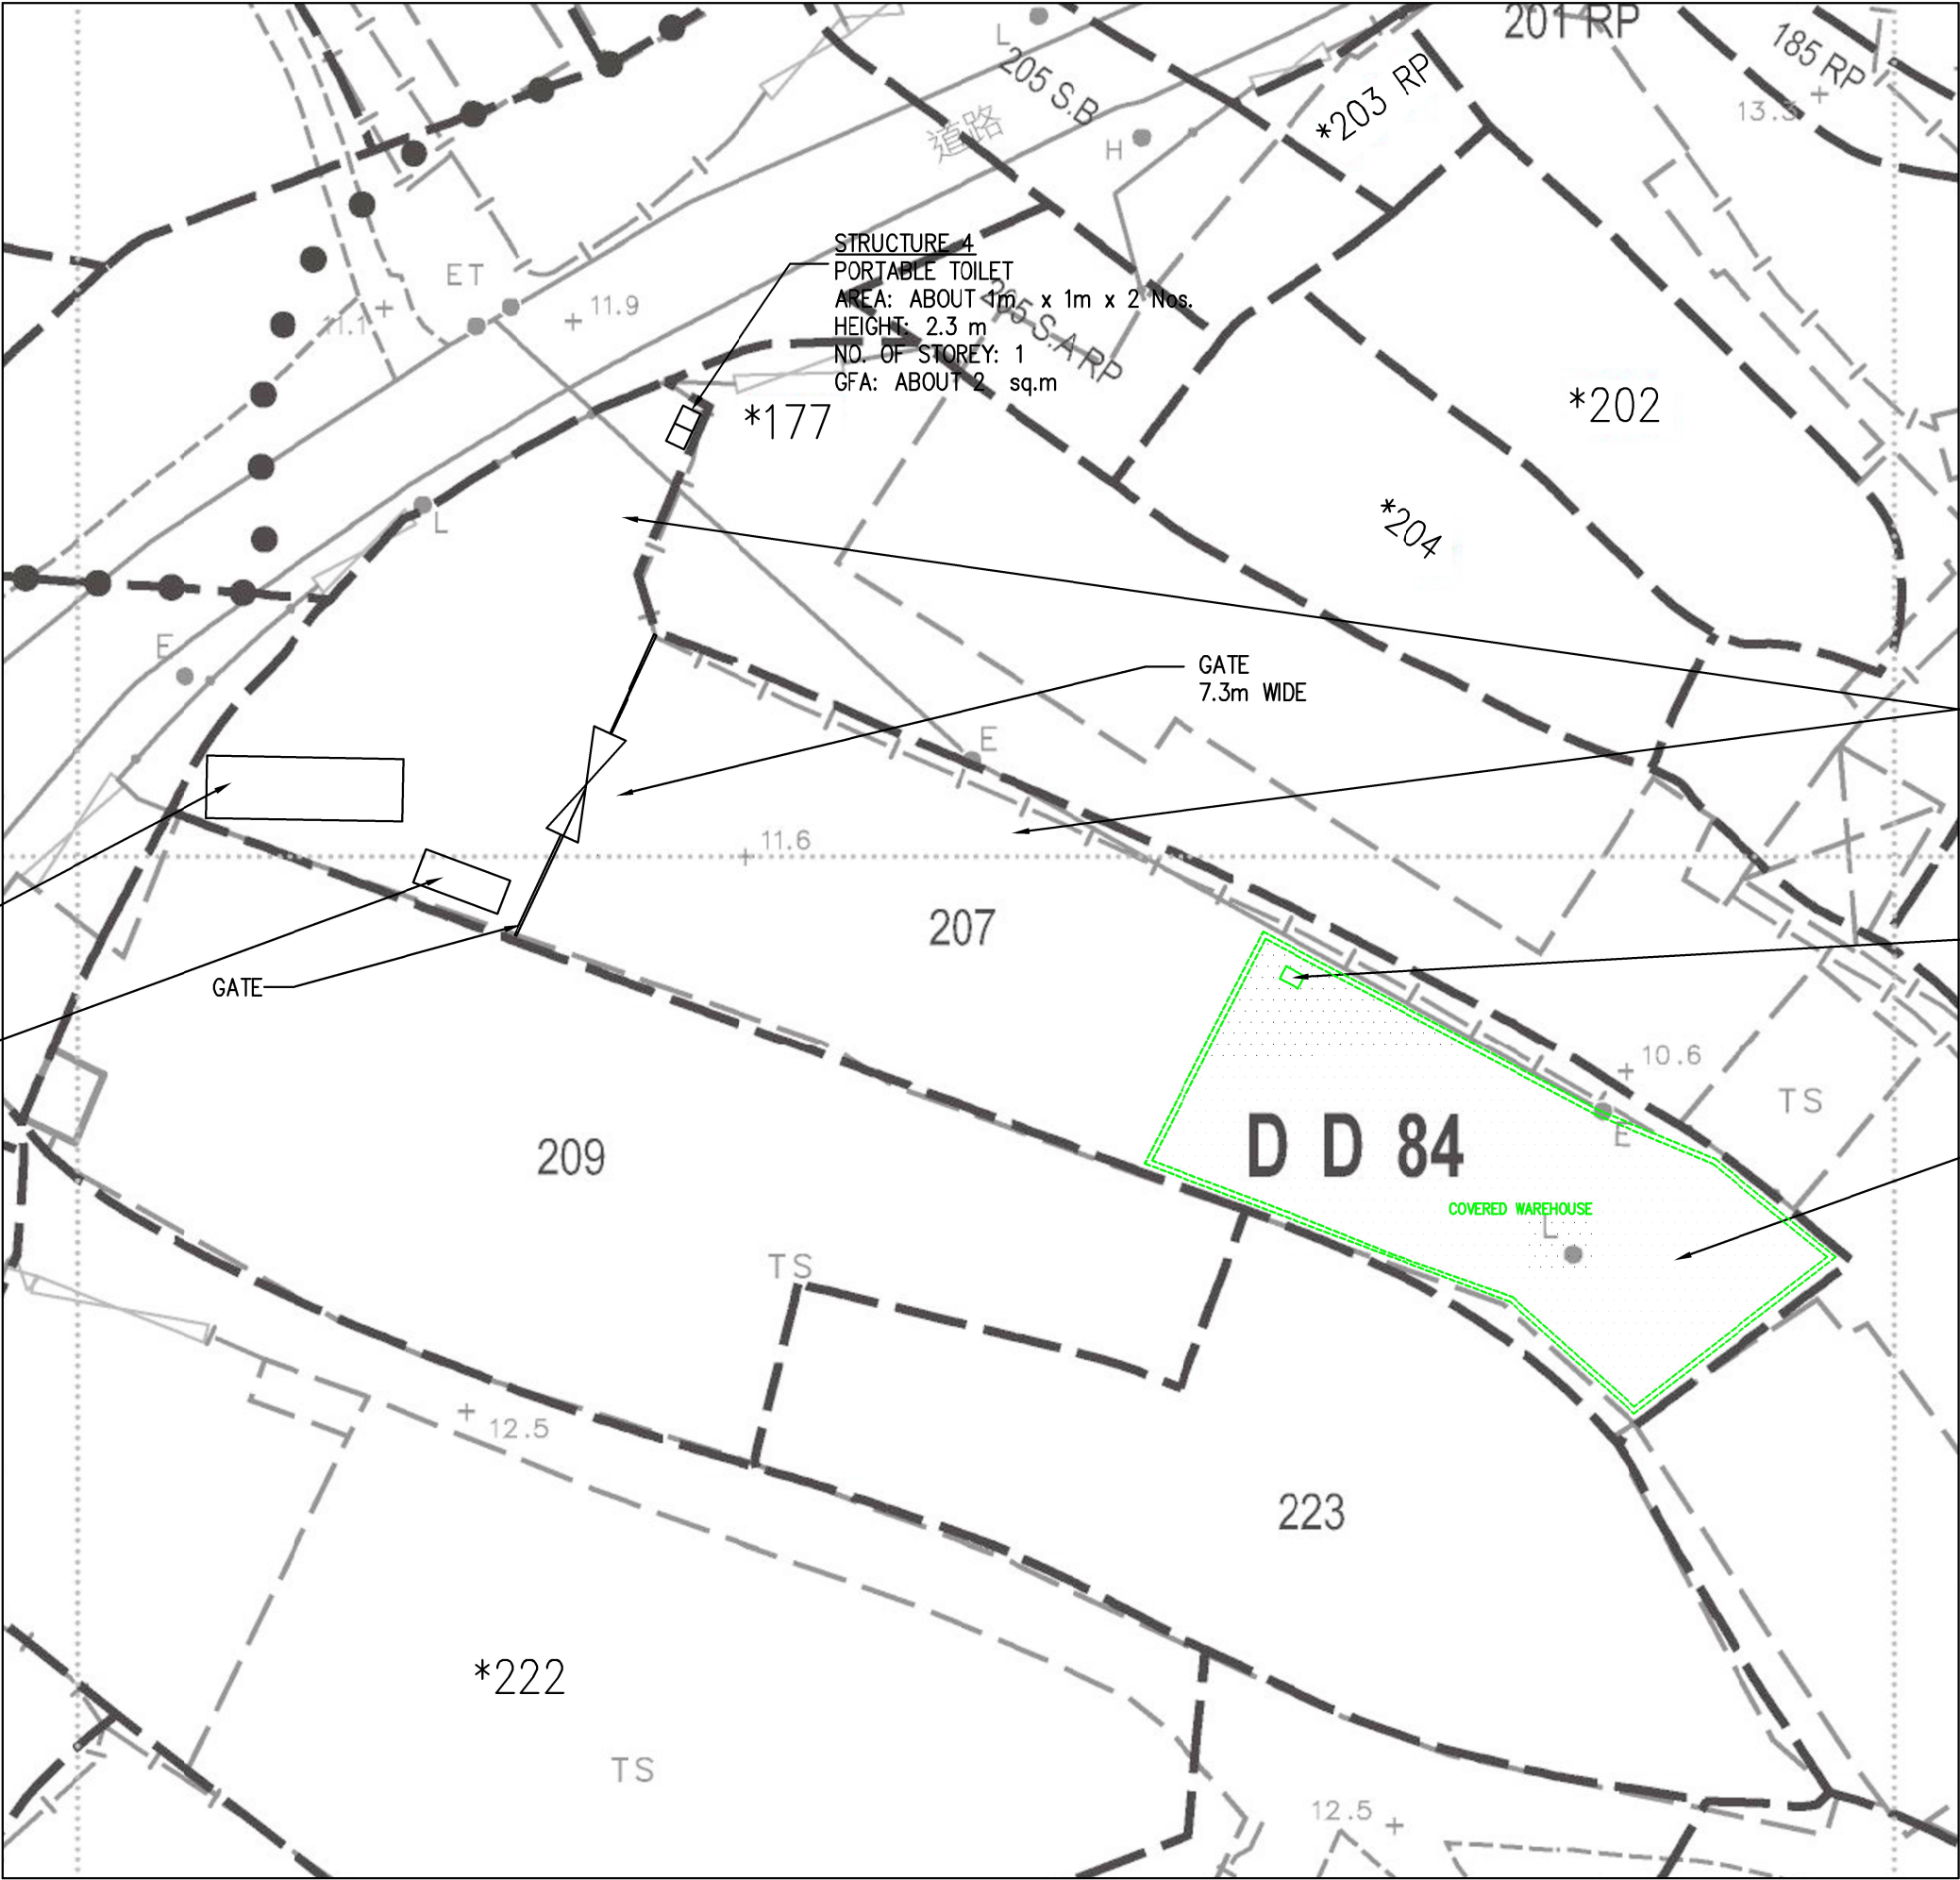 201 RP
185 RP
13.3
L
205 S.B
*203 RP
道路
H
STRUCTURE 4
PORTABLE TOILET
AREA: ABOUT 1m x 1m x 2 Nos.
HEIGHT: 2.3 m
NO. OF STOREY: 1
GFA: ABOUT 2 sq.m
205 S.A RP
ET
11.9
11.1
*177
*202
*204
L
E
GATE
7.3m WIDE
E
11.6
207
GATE
10.6
TS
E
D D 84
COVERED WAREHOUSE
L
209
TS
12.5
223
*222
TS
12.5